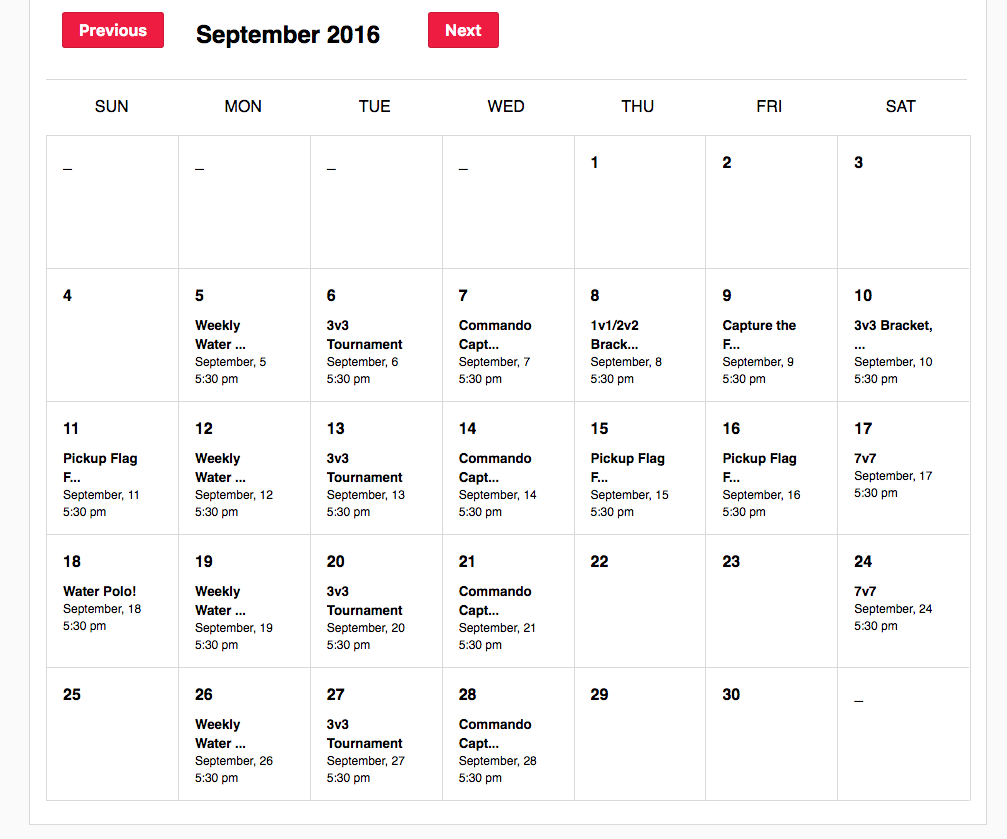 Previous
September 2016
Next
SUN MON TUE WED THU FRI SAT
_ _ _ _ 1 2 3
4 5 6 7 8 9 10
Weekly 3v3 Commando 1v1/2v2 Capture the 3v3 Bracket,
Water ... Tournament Capt... Brack... F... ...
September, 5 September, 6 September, 7 September, 8 September, 9 September, 10
5:30 pm 5:30 pm 5:30 pm 5:30 pm 5:30 pm 5:30 pm
11 12 13 14 15 16 17
Pickup Flag Weekly 3v3 Commando Pickup Flag Pickup Flag 7v7
F... Water ... Tournament Capt... F... F... September, 17
September, 11 September, 12 September, 13 September, 14 September, 15 September, 16 5:30 pm
5:30 pm 5:30 pm 5:30 pm 5:30 pm 5:30 pm 5:30 pm
18 19 20 21 22 23 24
Water Polo! Weekly 3v3 Commando 7v7
September, 18 Water ... Tournament Capt... September, 24
5:30 pm September, 19 September, 20 September, 21 5:30 pm
5:30 pm 5:30 pm 5:30 pm
25 26 27 28 29 30 _
Weekly 3v3 Commando
Water ... Tournament Capt...
September, 26 September, 27 September, 28
5:30 pm 5:30 pm 5:30 pm